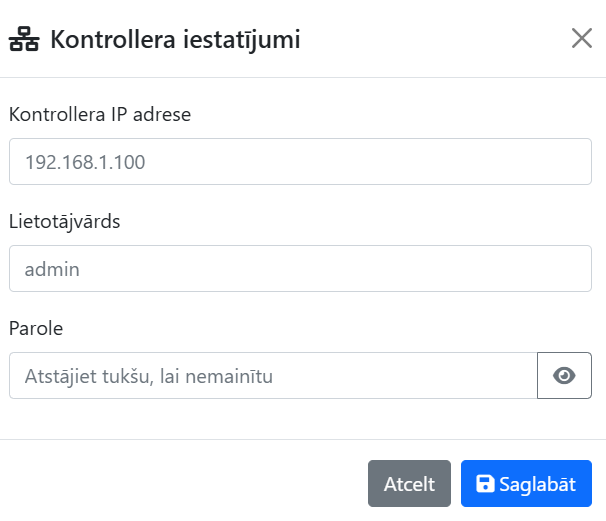 Kontrollera iestatījumi
Kontrollera IP adrese
192.168.1.100
Lietotājvārds
admin
Parole
Atstājiet tukšu, lai nemainītu
Atcelt
Saglabāt